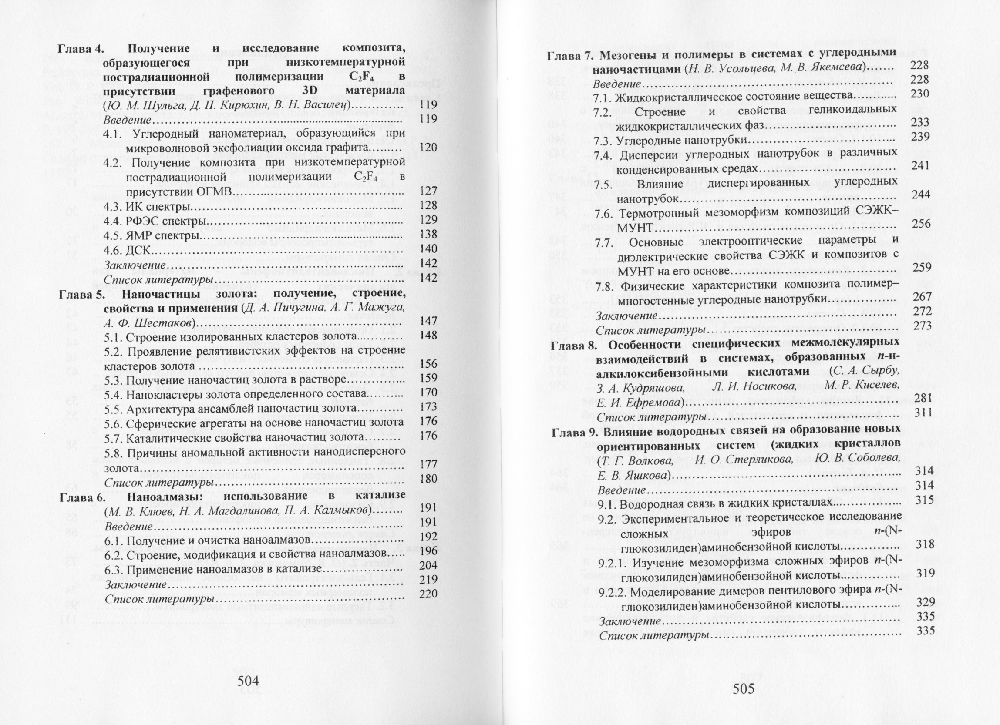 Глава 4. Получение и исследование композита,
образующегося при низкотемпературной
пострадиационной полимеризации C₂F₄ в
присутствии графенового 3D материала
(Ю. М. Шульга, Д. П. Кирюхин, В. Н. Василец)............ 119
Введение.......................................................... 119
4.1. Углеродный наноматериал, образующийся при
микроволновой эксфолиации оксида графита......... 120
4.2. Получение композита при низкотемпературной
пострадиационной полимеризации C₂F₄ в
присутствии ОГМВ............................................... 127
4.3. ИК спектры............................................... 128
4.4. РФЭС спектры............................................... 129
4.5. ЯМР спектры............................................... 138
4.6. ДСК............................................... 140
Заключение............................................... 142
Список литературы............................................... 142
Глава 5. Наночастицы золота: получение, строение,
свойства и применения (Д. А. Пичугина, А. Г. Мажуга,
А. Ф. Шестаков)............................................... 147
5.1. Строение изолированных кластеров золота............ 148
5.2. Проявление релятивистских эффектов на строение
кластеров золота ............................................... 156
5.3. Получение наночастиц золота в растворе............... 159
5.4. Нанокластеры золота определенного состава.......... 170
5.5. Архитектура ансамблей наночастиц золота............ 173
5.6. Сферические агрегаты на основе наночастиц золота 176
5.7. Каталитические свойства наночастиц золота......... 176
5.8. Причины аномальной активности нанодисперсного
золота............................................... 177
Список литературы............................................... 180
Глава 6. Наноалмазы: использование в катализе
(М. В. Клюев, Н. А. Магдалинова, П. А. Калмыков)........ 191
Введение............................................... 191
6.1. Получение и очистка наноалмазов........................ 192
6.2. Строение, модификация и свойства наноалмазов..... 196
6.3. Применение наноалмазов в катализе..................... 204
Заключение............................................... 219
Список литературы............................................... 220
504
Глава 7. Мезогены и полимеры в системах с углеродными
наночастицами (Н. В. Усольцева, М. В. Якемсева)....... 228
Введение............................................... 228
7.1. Жидкокристаллическое состояние вещества............ 230
7.2. Строение и свойства геликоидальных
жидкокристаллических фаз.................................. 233
7.3. Углеродные нанотрубки..................................... 239
7.4. Дисперсии углеродных нанотрубок в различных
конденсированных средах..................................... 241
7.5. Влияние диспергированных углеродных
нанотрубок............................................... 244
7.6. Термотропный мезоморфизм композиций СЭЖК–
МУНТ............................................... 256
7.7. Основные электрооптические параметры и
диэлектрические свойства СЭЖК и композитов с
МУНТ на его основе............................................... 259
7.8. Физические характеристики композита полимер–
многостенные углеродные нанотрубки................. 267
Заключение............................................... 272
Список литературы............................................... 273
Глава 8. Особенности специфических межмолекулярных
взаимодействий в системах, образованных п-н-
алкилоксибензойными кислотами (С. А. Сырбу,
З. А. Кудряшова, Л. И. Носикова, М. Р. Киселев,
Е. И. Ефремова)............................................... 281
Список литературы............................................... 311
Глава 9. Влияние водородных связей на образование новых
ориентированных систем (жидких кристаллов
(Т. Г. Волкова, И. О. Стерликова, Ю. В. Соболева,
Е. В. Яшкова)............................................... 314
Введение............................................... 314
9.1. Водородная связь в жидких кристаллах................. 315
9.2. Экспериментальное и теоретическое исследование
сложных эфиров п-(N-
глюкозилиден)аминобензойной кислоты............... 318
9.2.1. Изучение мезоморфизма сложных эфиров п-(N-
глюкозилиден)аминобензойной кислоты............... 319
9.2.2. Моделирование димеров пентилового эфира п-(N-
глюкозилиден)аминобензойной кислоты............... 329
Заключение............................................... 335
Список литературы............................................... 335
505